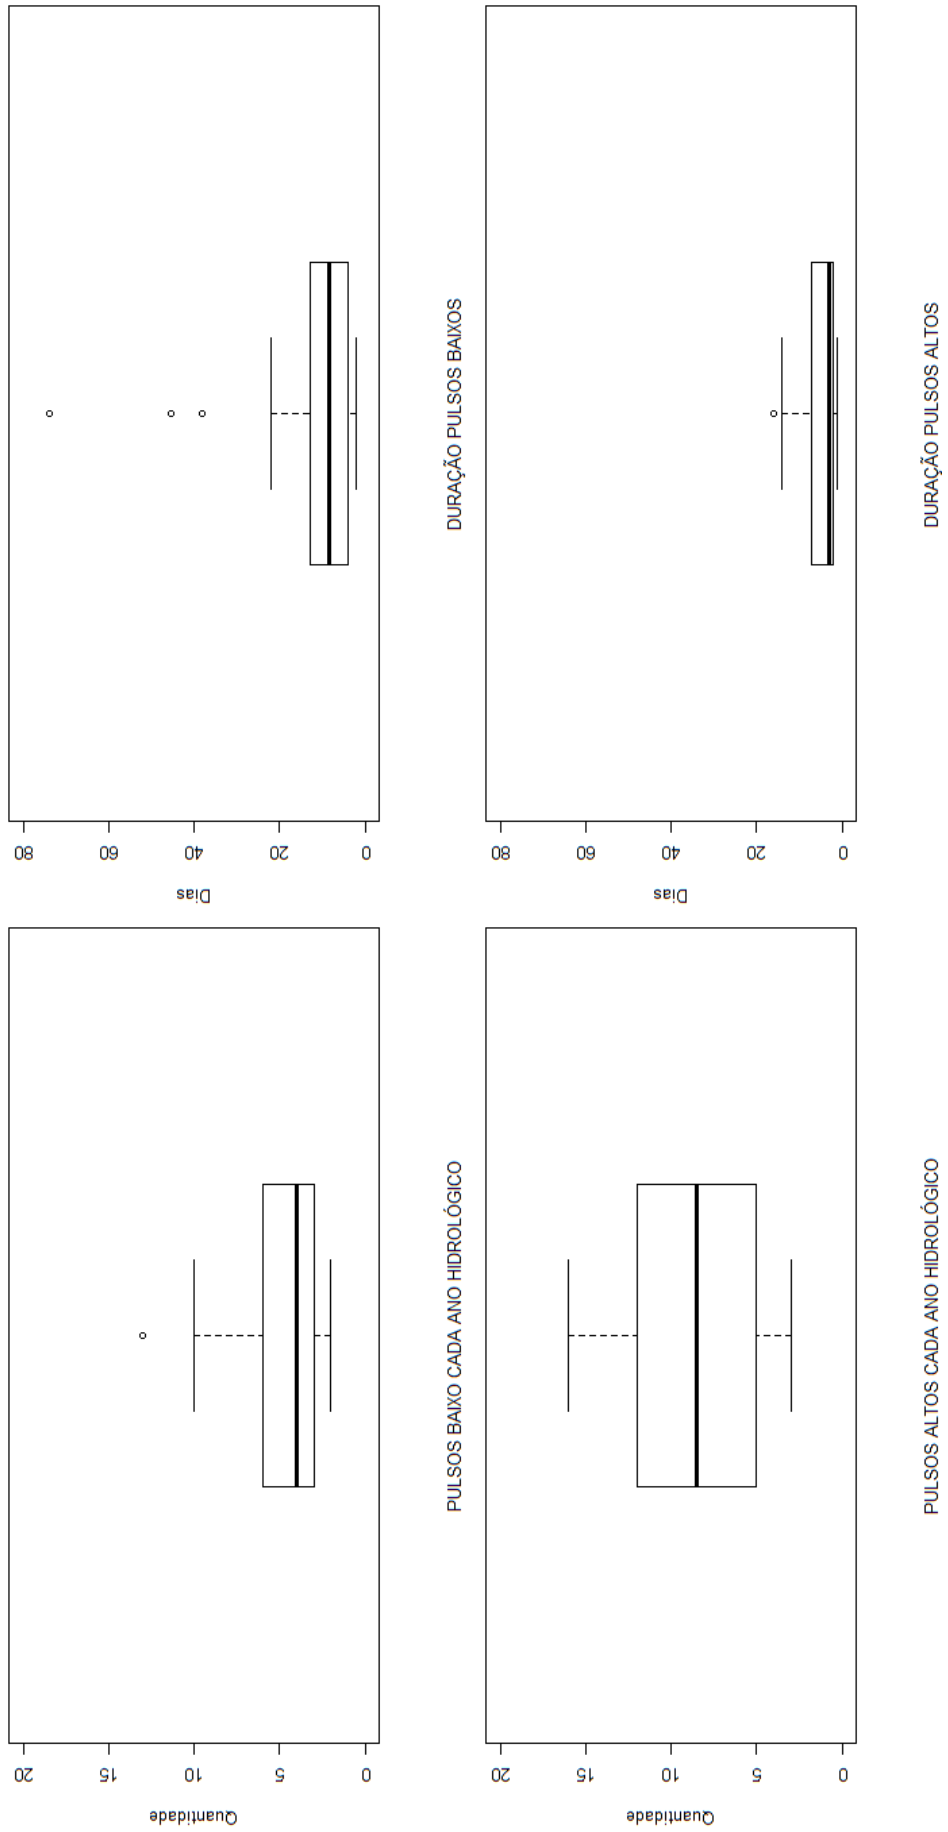 Quantidade
20
15
10
5
0
PULSOS BAIXO CADA ANO HIDROLÓGICO
Dias
80
60
40
20
0
DURAÇÃO PULSOS BAIXOS
Quantidade
20
15
10
5
0
PULSOS ALTOS CADA ANO HIDROLÓGICO
Dias
80
60
40
20
0
DURAÇÃO PULSOS ALTOS